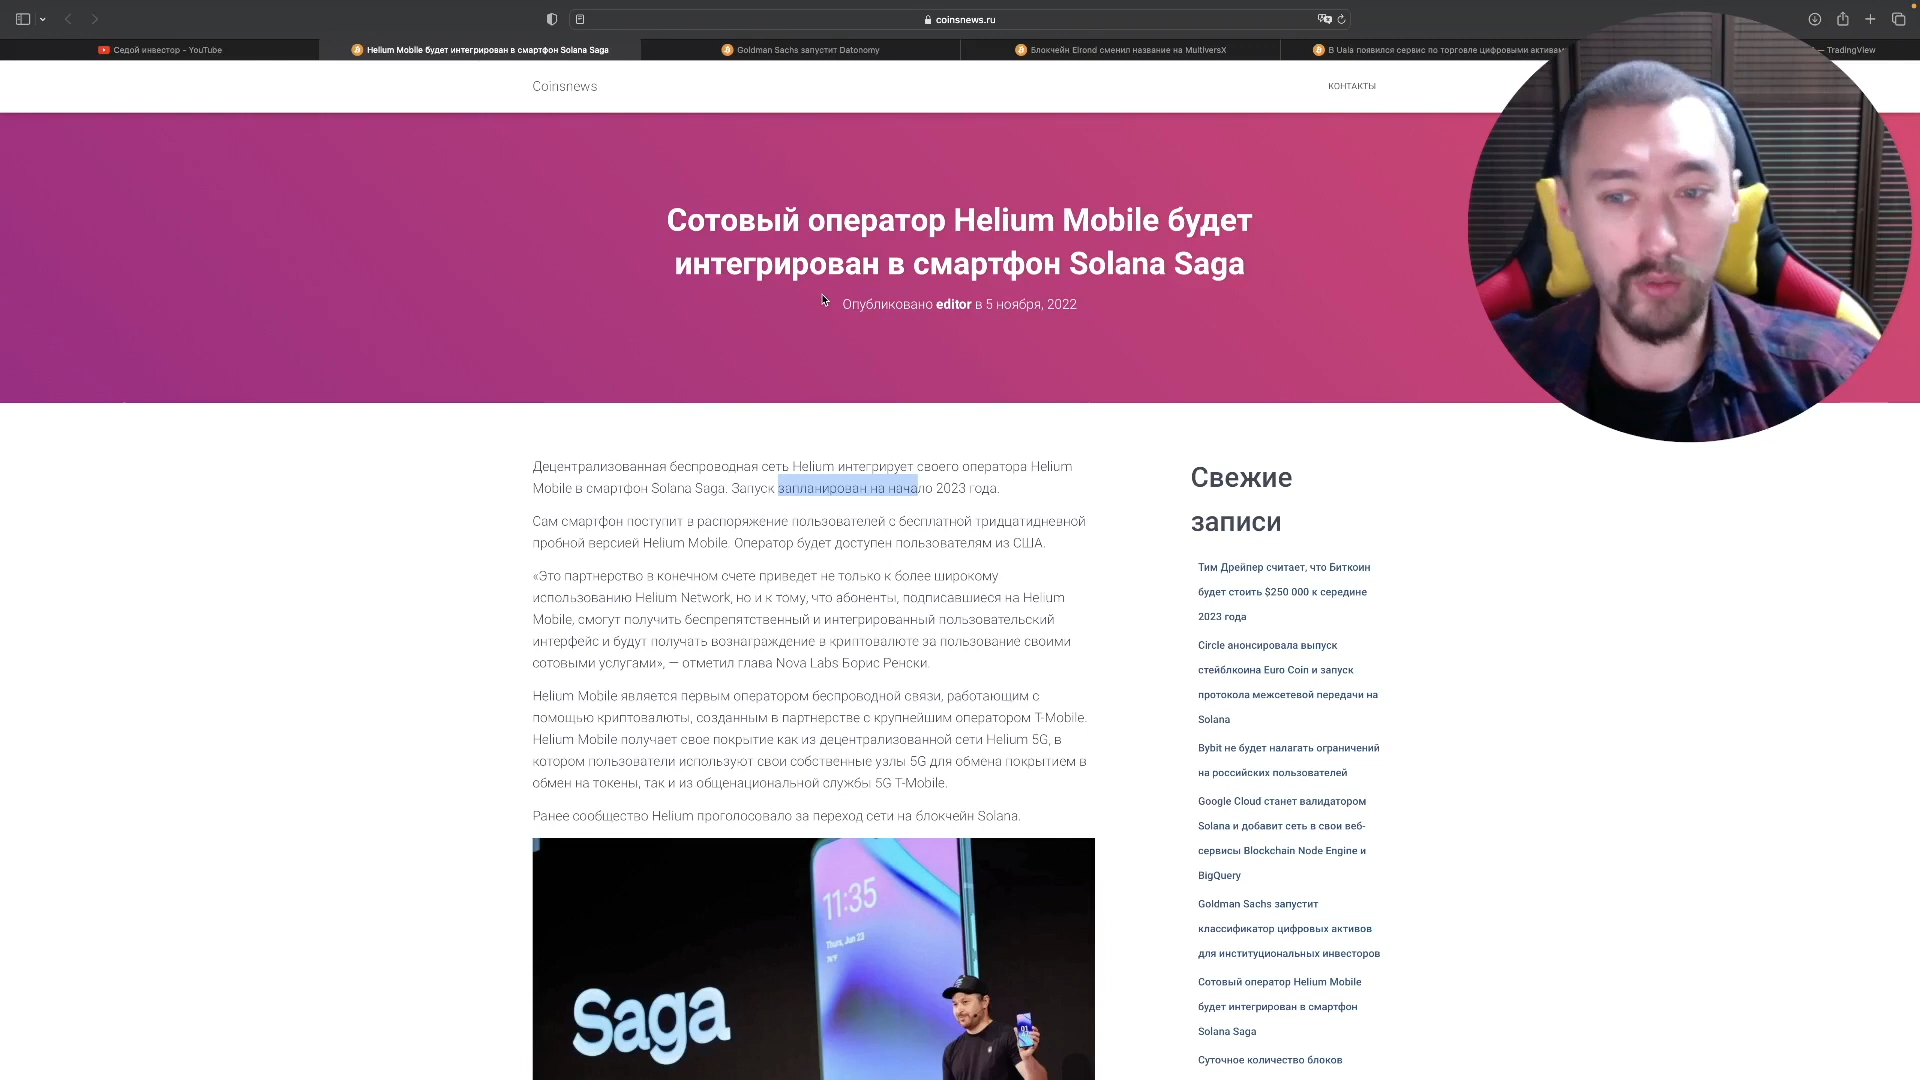 coinsnews.ru
Седой инвестор - YouTube
Helium Mobile будет интегрирован в смартфон Solana Saga
Goldman Sachs запустит Datonomy
Блокчейн Elrond сменил название на MultiversX
В Uala появился сервис по торговле цифровыми активами
— TradingView
Coinsnews
КОНТАКТЫ
Сотовый оператор Helium Mobile будет
интегрирован в смартфон Solana Saga
Опубликовано editor в 5 ноября, 2022
Децентрализованная беспроводная сеть Helium интегрирует своего оператора Helium
Mobile в смартфон Solana Saga. Запуск запланирован на начало 2023 года.
Сам смартфон поступит в распоряжение пользователей с бесплатной тридцатидневной
пробной версией Helium Mobile. Оператор будет доступен пользователям из США.
«Это партнерство в конечном счете приведет не только к более широкому
использованию Helium Network, но и к тому, что абоненты, подписавшиеся на Helium
Mobile, смогут получить беспрепятственный и интегрированный пользовательский
интерфейс и будут получать вознаграждение в криптовалюте за пользование своими
сотовыми услугами», — отметил глава Nova Labs Борис Ренски.
Helium Mobile является первым оператором беспроводной связи, работающим с
помощью криптовалюты, созданным в партнерстве с крупнейшим оператором T-Mobile.
Helium Mobile получает свое покрытие как из децентрализованной сети Helium 5G, в
котором пользователи используют свои собственные узлы 5G для обмена покрытием в
обмен на токены, так и из общенациональной службы 5G T-Mobile.
Ранее сообщество Helium проголосовало за переход сети на блокчейн Solana.
11:35
Thurs, Jun 23
Saga
Свежие
записи
Тим Дрейпер считает, что Биткоин
будет стоить $250 000 к середине
2023 года
Circle анонсировала выпуск
стейблкоина Euro Coin и запуск
протокола межсетевой передачи на
Solana
Bybit не будет налагать ограничений
на российских пользователей
Google Cloud станет валидатором
Solana и добавит сеть в свои веб-
сервисы Blockchain Node Engine и
BigQuery
Goldman Sachs запустит
классификатор цифровых активов
для институциональных инвесторов
Сотовый оператор Helium Mobile
будет интегрирован в смартфон
Solana Saga
Суточное количество блоков